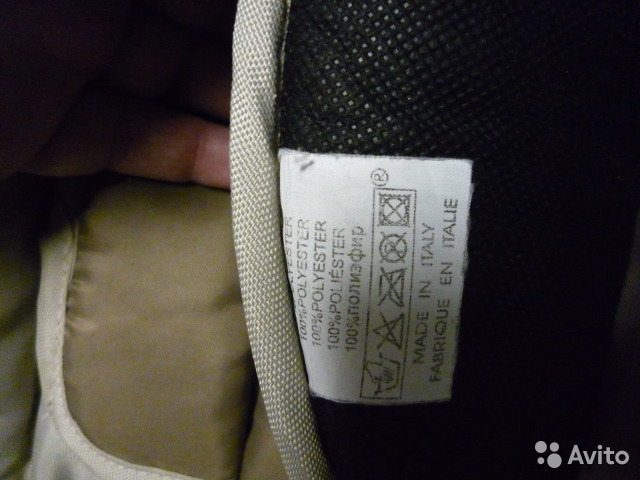 100%POLYESTER
100%POLYESTER
100%POLIÉSTER
100%полиэфир
®
MADE IN ITALY
FABRIQUE EN ITALIE
Avito